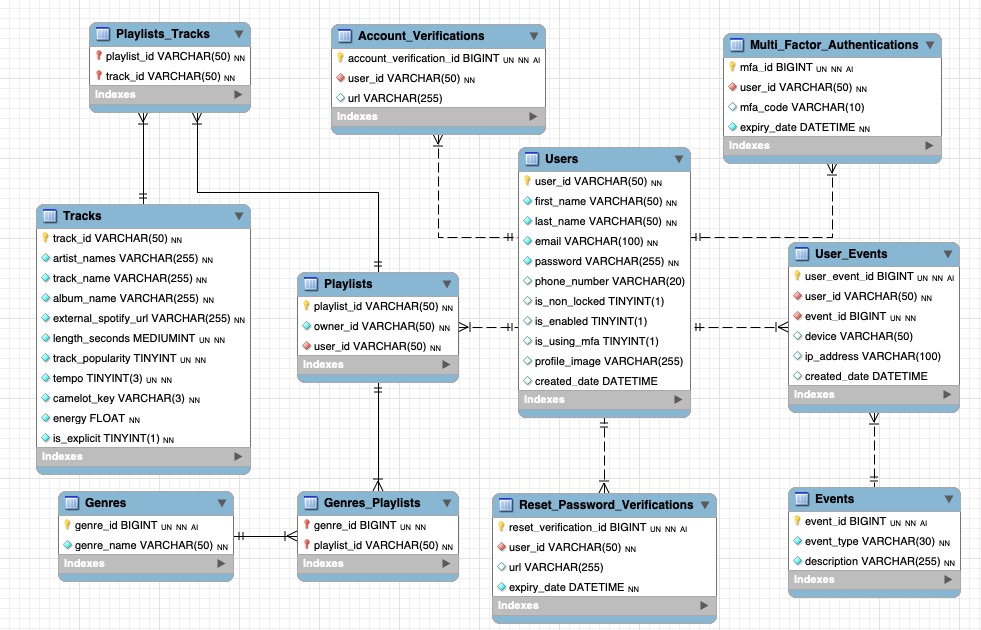 Playlists_Tracks
playlist_id VARCHAR(50) NN
track_id VARCHAR(50) NN
Indexes
Account_Verifications
account_verification_id BIGINT UN NN AI
user_id VARCHAR(50) NN
url VARCHAR(255)
Indexes
Multi_Factor_Authentications
mfa_id BIGINT UN NN AI
user_id VARCHAR(50) NN
mfa_code VARCHAR(10)
expiry_date DATETIME NN
Indexes
Users
user_id VARCHAR(50) NN
first_name VARCHAR(50) NN
last_name VARCHAR(50) NN
email VARCHAR(100) NN
password VARCHAR(255) NN
phone_number VARCHAR(20)
is_non_locked TINYINT(1)
is_enabled TINYINT(1)
is_using_mfa TINYINT(1)
profile_image VARCHAR(255)
created_date DATETIME
Indexes
Tracks
track_id VARCHAR(50) NN
artist_names VARCHAR(255) NN
track_name VARCHAR(255) NN
album_name VARCHAR(255) NN
external_spotify_url VARCHAR(255) NN
length_seconds MEDIUMINT UN NN
track_popularity TINYINT UN NN
tempo TINYINT(3) UN NN
camelot_key VARCHAR(3) NN
energy FLOAT NN
is_explicit TINYINT(1) NN
Indexes
Playlists
playlist_id VARCHAR(50) NN
owner_id VARCHAR(50) NN
user_id VARCHAR(50) NN
Indexes
User_Events
user_event_id BIGINT UN NN AI
user_id VARCHAR(50) NN
event_id BIGINT UN NN
device VARCHAR(50)
ip_address VARCHAR(100)
created_date DATETIME
Indexes
Genres
genre_id BIGINT UN NN AI
genre_name VARCHAR(50) NN
Indexes
Genres_Playlists
genre_id BIGINT UN NN
playlist_id VARCHAR(50) NN
Indexes
Reset_Password_Verifications
reset_verification_id BIGINT UN NN AI
user_id VARCHAR(50) NN
url VARCHAR(255)
expiry_date DATETIME NN
Indexes
Events
event_id BIGINT UN NN AI
event_type VARCHAR(30) NN
description VARCHAR(255) NN
Indexes